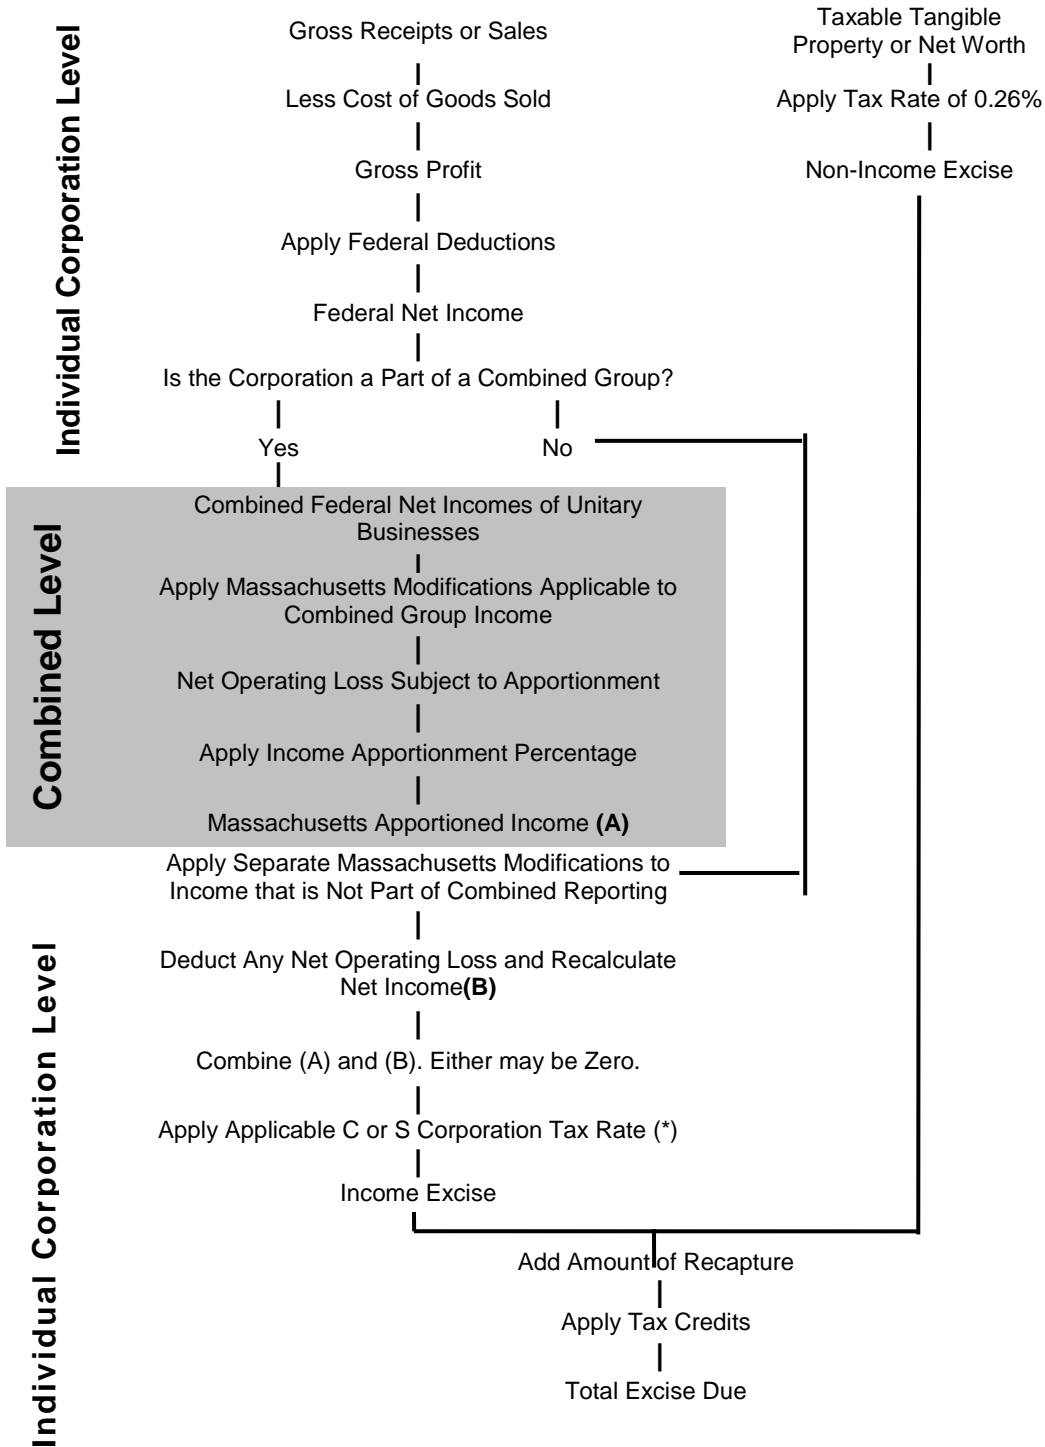 Individual Corporation Level
Gross Receipts or Sales
Less Cost of Goods Sold
Gross Profit
Apply Federal Deductions
Federal Net Income
Is the Corporation a Part of a Combined Group?
Yes
No
Taxable Tangible
Property or Net Worth
Apply Tax Rate of 0.26%
Non-Income Excise
Combined Level
Combined Federal Net Incomes of Unitary
Businesses
Apply Massachusetts Modifications Applicable to
Combined Group Income
Net Operating Loss Subject to Apportionment
Apply Income Apportionment Percentage
Massachusetts Apportioned Income (A)
Individual Corporation Level
Apply Separate Massachusetts Modifications to
Income that is Not Part of Combined Reporting
Deduct Any Net Operating Loss and Recalculate
Net Income(B)
Combine (A) and (B). Either may be Zero.
Apply Applicable C or S Corporation Tax Rate (*)
Income Excise
Add Amount of Recapture
Apply Tax Credits
Total Excise Due